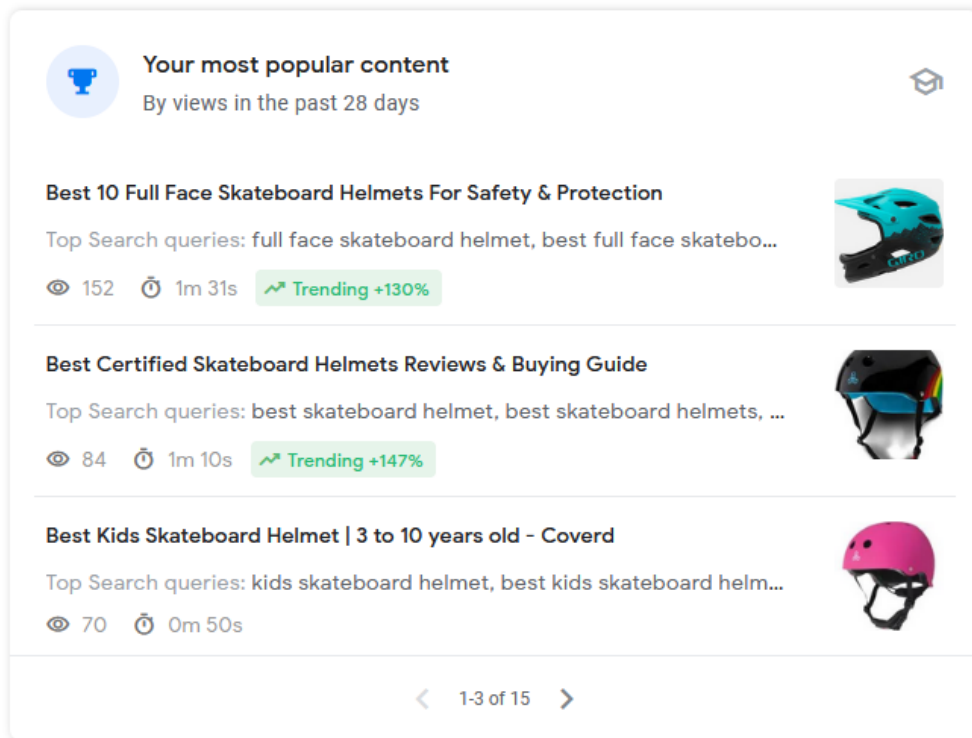 Your most popular content
By views in the past 28 days
Best 10 Full Face Skateboard Helmets For Safety & Protection
Top Search queries: full face skateboard helmet, best full face skatebo...
GIRO
152 1m 31s Trending +130%
Best Certified Skateboard Helmets Reviews & Buying Guide
Top Search queries: best skateboard helmet, best skateboard helmets, ...
84 1m 10s Trending +147%
Best Kids Skateboard Helmet | 3 to 10 years old - Coverd
Top Search queries: kids skateboard helmet, best kids skateboard helm...
70 0m 50s
1-3 of 15